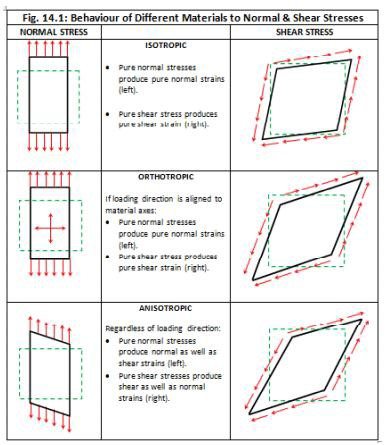 Fig. 14.1: Behaviour of Different Materials to Normal & Shear Stresses
NORMAL STRESS
SHEAR STRESS
ISOTROPIC
• Pure normal stresses
produce pure normal strains
(left).
• Pure shear stress produces
pure shear strain (right).
ORTHOTROPIC
If loading direction is aligned to
material axes:
• Pure normal stresses
produce pure normal strains
(left).
• Pure shear stress produces
pure shear strain (right).
ANISOTROPIC
Regardless of loading direction:
• Pure normal stresses
produce normal as well as
shear strains (left).
• Pure shear stresses produce
shear as well as normal
strains (right).